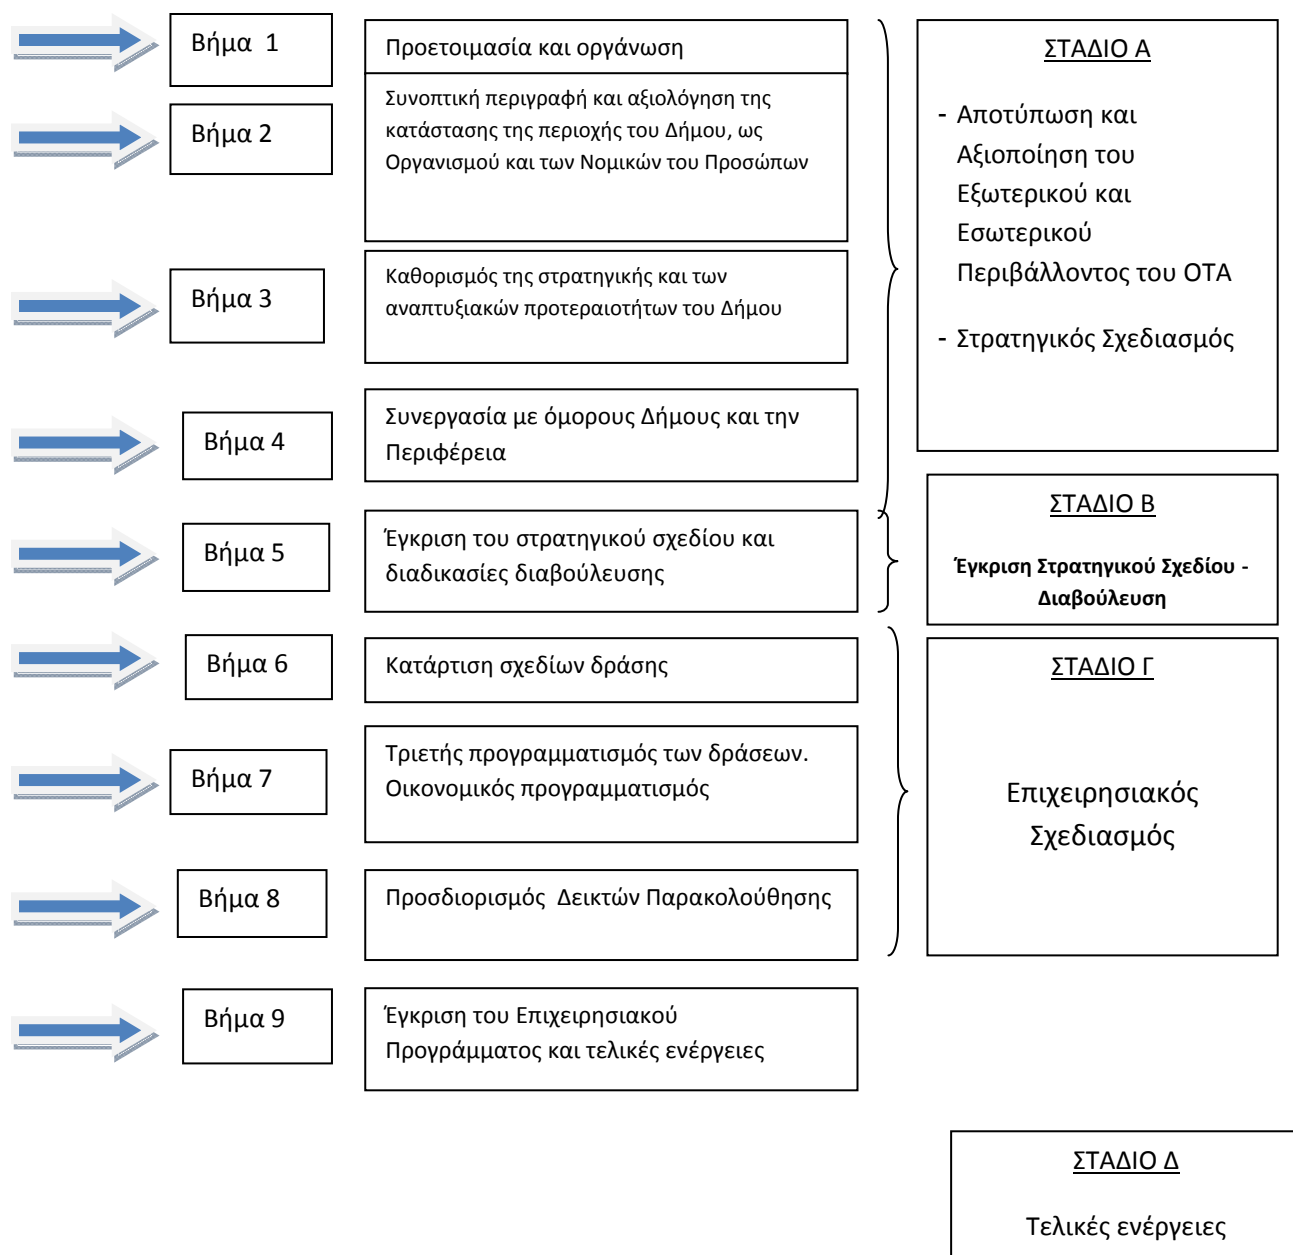 Βήμα 1
Προετοιμασία και οργάνωση
Βήμα 2
Συνοπτική περιγραφή και αξιολόγηση της
κατάστασης της περιοχής του Δήμου, ως
Οργανισμού και των Νομικών του Προσώπων
Βήμα 3
Καθορισμός της στρατηγικής και των
αναπτυξιακών προτεραιοτήτων του Δήμου
Βήμα 4
Συνεργασία με όμορους Δήμους και την
Περιφέρεια
ΣΤΑΔΙΟ Α
- Αποτύπωση και
Αξιοποίηση του
Εξωτερικού και
Εσωτερικού
Περιβάλλοντος του ΟΤΑ
- Στρατηγικός Σχεδιασμός
Βήμα 5
Έγκριση του στρατηγικού σχεδίου και
διαδικασίες διαβούλευσης
ΣΤΑΔΙΟ Β
Έγκριση Στρατηγικού Σχεδίου -
Διαβούλευση
Βήμα 6
Κατάρτιση σχεδίων δράσης
Βήμα 7
Τριετής προγραμματισμός των δράσεων.
Οικονομικός προγραμματισμός
Βήμα 8
Προσδιορισμός Δεικτών Παρακολούθησης
ΣΤΑΔΙΟ Γ
Επιχειρησιακός
Σχεδιασμός
Βήμα 9
Έγκριση του Επιχειρησιακού
Προγράμματος και τελικές ενέργειες
ΣΤΑΔΙΟ Δ
Τελικές ενέργειες